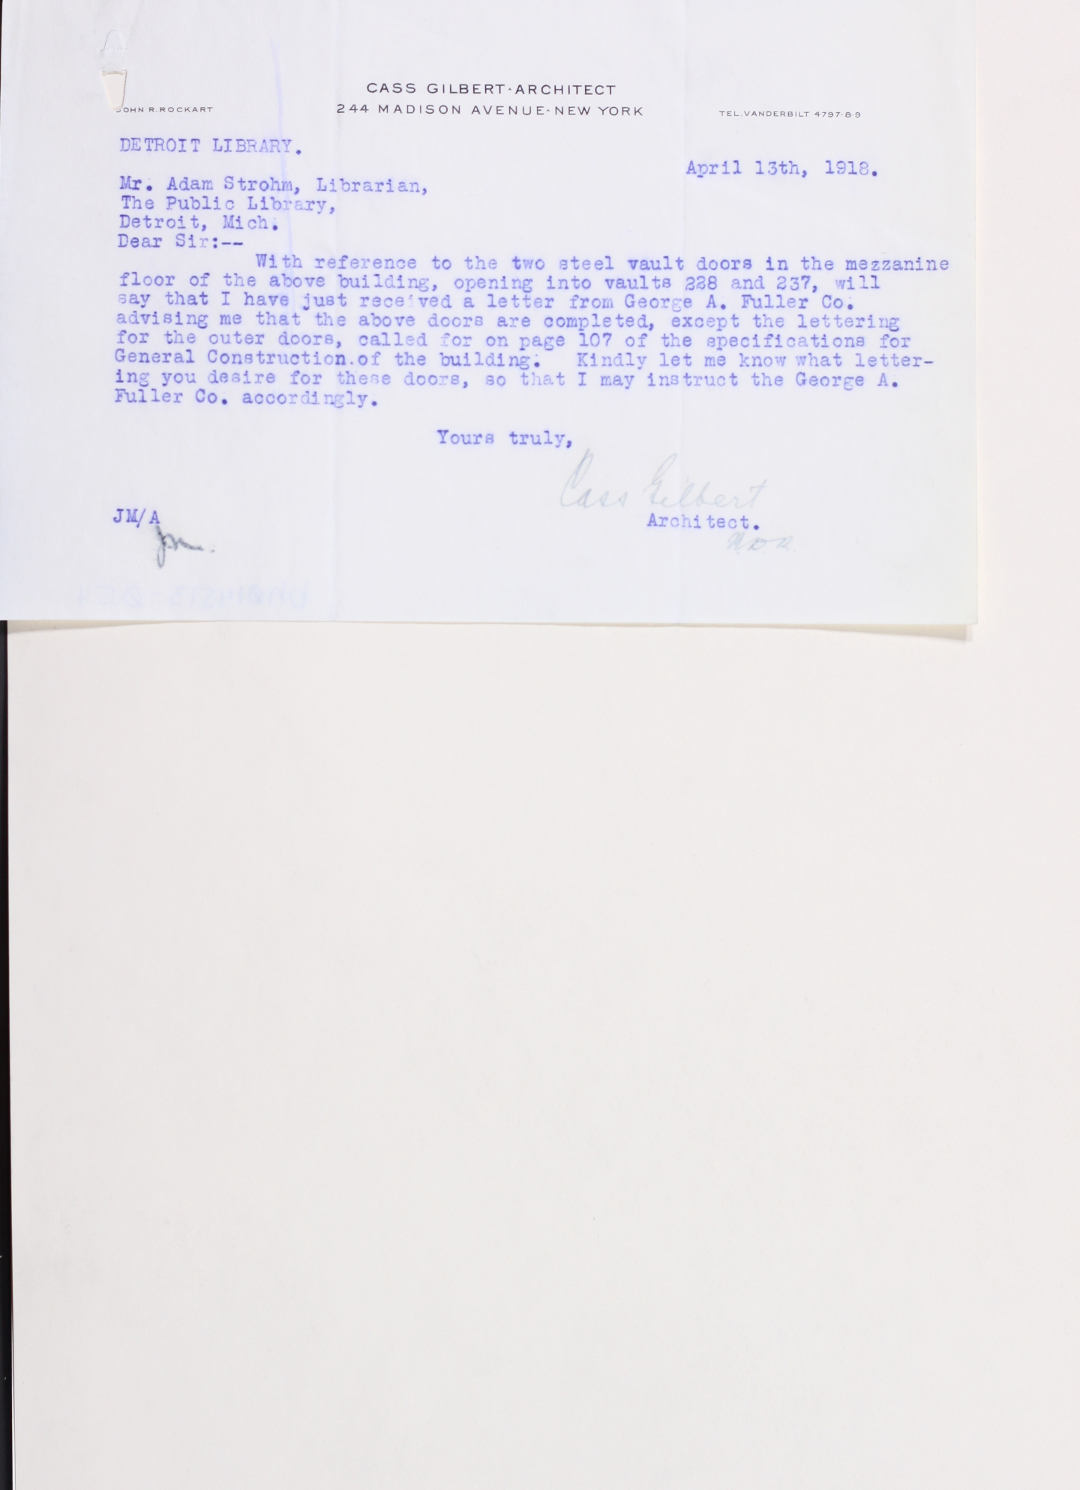 CASS GILBERT·ARCHITECT
244 MADISON AVENUE·NEW YORK
JOHN R. ROCKART
TEL. VANDERBILT 4797-8-9
DETROIT LIBRARY.
April 13th, 1918.
Mr. Adam Strohm, Librarian,
The Public Library,
Detroit, Mich.
Dear Sir:--
With reference to the two steel vault doors in the mezzanine
floor of the above building, opening into vaults 228 and 237, will
say that I have just received a letter from George A. Fuller Co.
advising me that the above doors are completed, except the lettering
for the outer doors, called for on page 107 of the specifications for
General Construction.of the building. Kindly let me know what letter-
ing you desire for these doors, so that I may instruct the George A.
Fuller Co. accordingly.
Yours truly,
Cass Gilbert
JM/A
Architect.